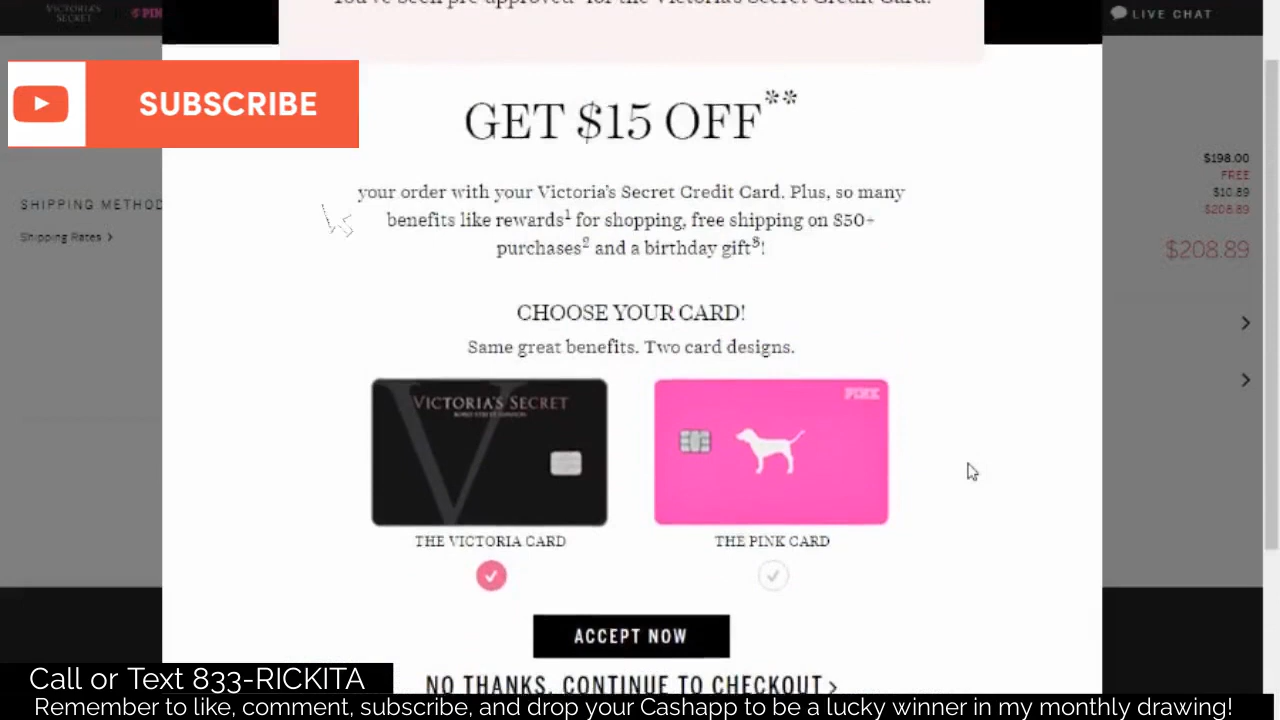 VICTORIA'S
SECRET
PINK
LIVE CHAT
You've been pre-approved* for the Victoria's Secret Credit Card.
SUBSCRIBE
GET $15 OFF**
your order with your Victoria's Secret Credit Card. Plus, so many
benefits like rewards¹ for shopping, free shipping on $50+
purchases² and a birthday gift³!
SHIPPING METHOD
Shipping Rates >
$198.00
FREE
$10.89
$208.89
$208.89
CHOOSE YOUR CARD!
Same great benefits. Two card designs.
VICTORIA'S SECRET
PINK
THE VICTORIA CARD
THE PINK CARD
ACCEPT NOW
NO THANKS, CONTINUE TO CHECKOUT >
Call or Text 833-RICKITA
Remember to like, comment, subscribe, and drop your Cashapp to be a lucky winner in my monthly drawing!